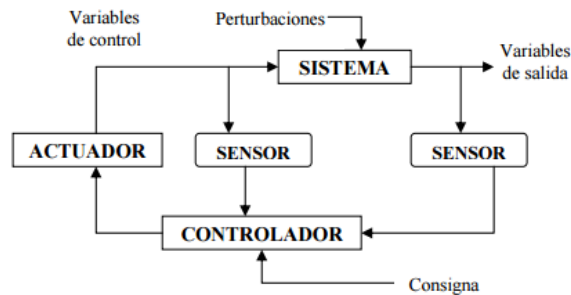 Variables
de control
Perturbaciones
SISTEMA
Variables
de salida
ACTUADOR
SENSOR
SENSOR
CONTROLADOR
Consigna